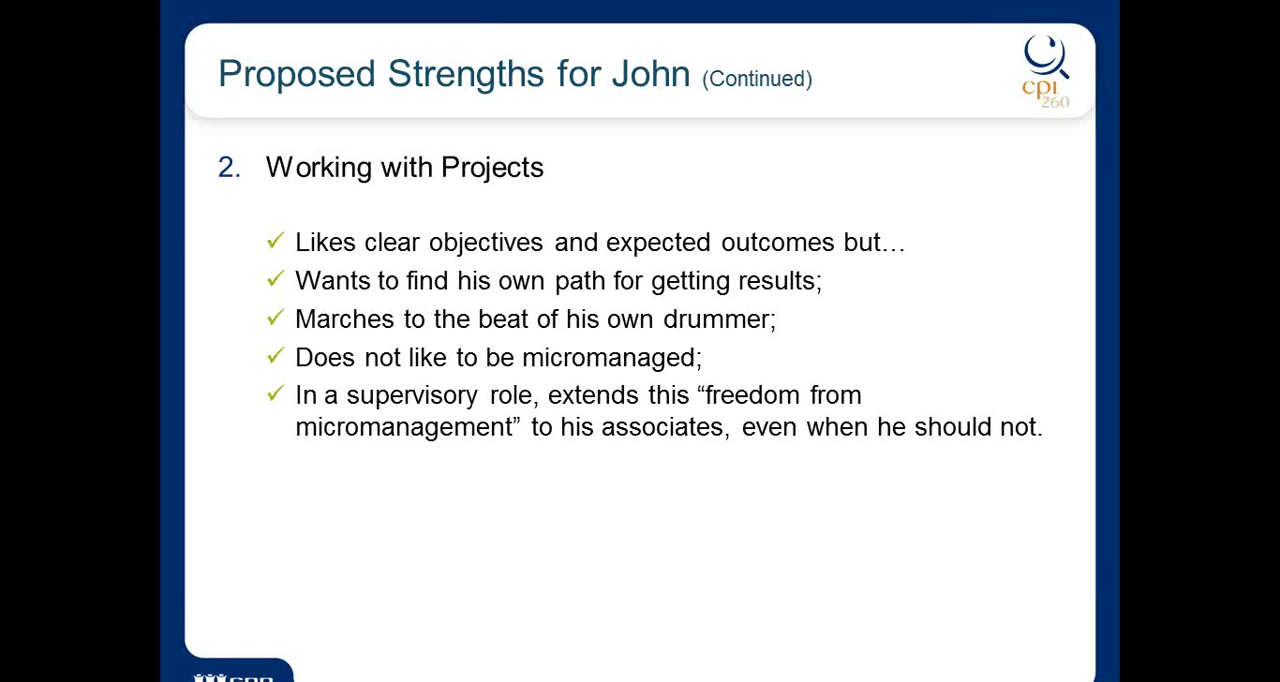 Proposed Strengths for John (Continued)
cpi
260
2. Working with Projects
Likes clear objectives and expected outcomes but…
Wants to find his own path for getting results;
Marches to the beat of his own drummer;
Does not like to be micromanaged;
In a supervisory role, extends this “freedom from
micromanagement” to his associates, even when he should not.